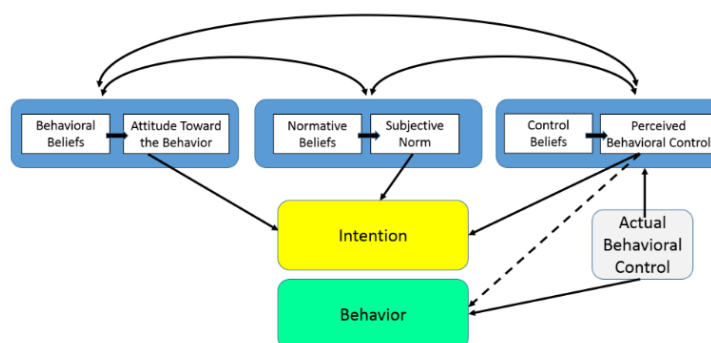 Behavioral
Beliefs
Attitude Toward
the Behavior
Normative
Beliefs
Subjective
Norm
Control
Beliefs
Perceived
Behavioral Control
Intention
Actual
Behavioral
Control
Behavior